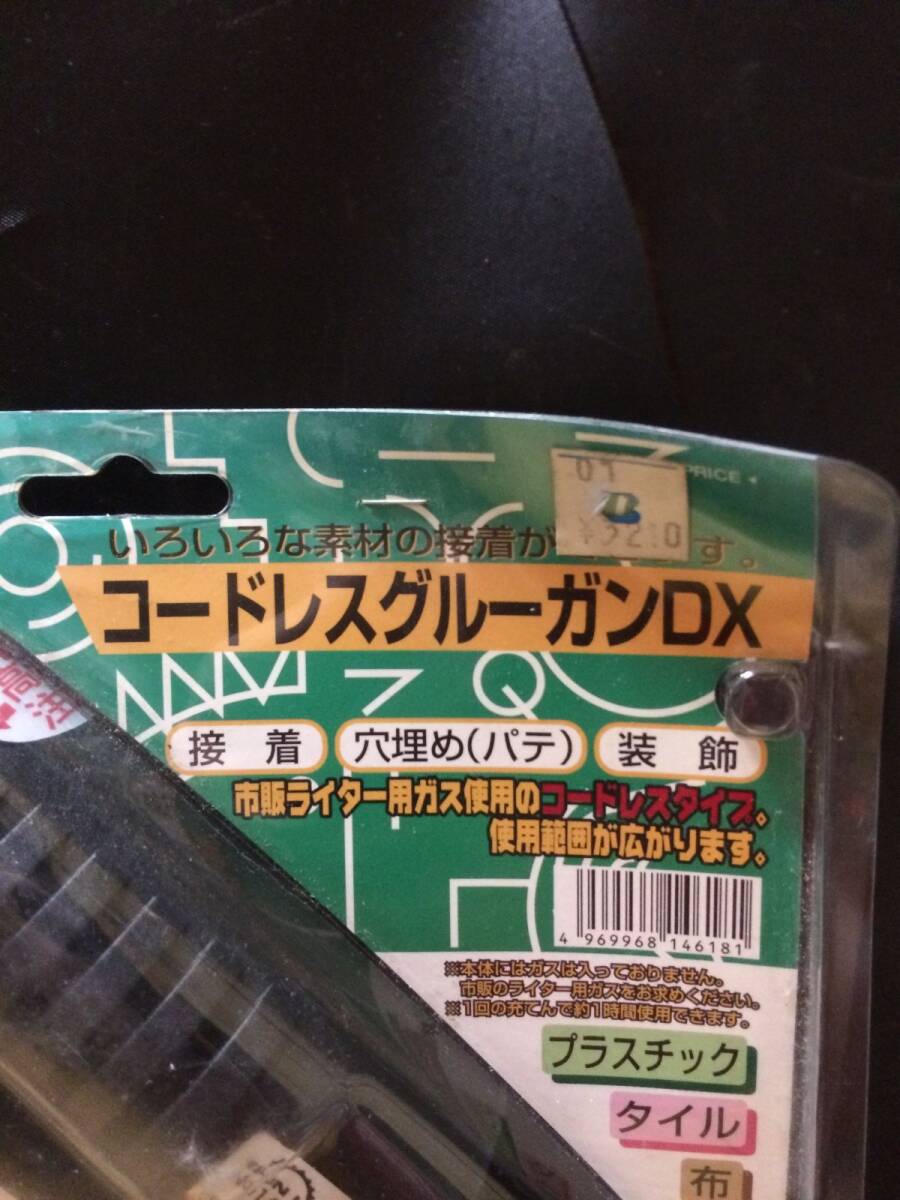 PRICE
01
いろいろな素材の接着が
す。
コードレスグルーガンDX
接着
穴埋め(パテ)
装飾
市販ライター用ガス使用のコードレスタイプ。
使用範囲が広がります。
4 969968 146181
※本体にはガスは入っておりません。
市販のライター用ガスをお求めください。
※1回の充てんで約1時間使用できます。
プラスチック
タイル
布